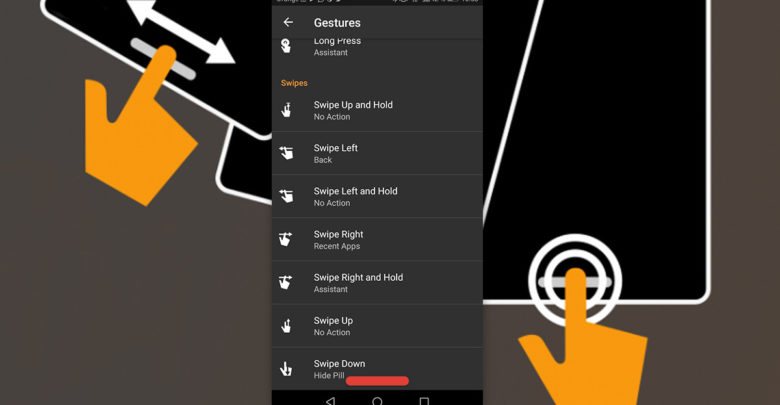 Gestures
Long Press
Assistant
Swipes
Swipe Up and Hold
No Action
Swipe Left
Back
Swipe Left and Hold
No Action
Swipe Right
Recent Apps
Swipe Right and Hold
Assistant
Swipe Up
No Action
Swipe Down
Hide Pill